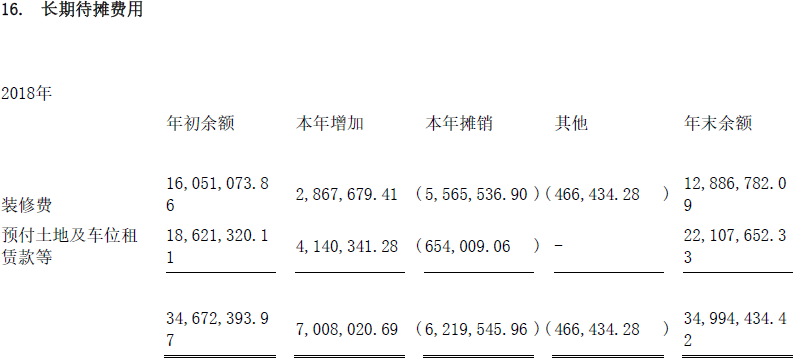 16. 长期待摊费用
2018年
年初余额 本年增加 本年摊销 其他 年末余额
装修费 16,051,073.86 2,867,679.41 (5,565,536.90) (466,434.28) 12,886,782.09
预付土地及车位租赁款等 18,621,320.11 4,140,341.28 (654,009.06) - 22,107,652.33
34,672,393.97 7,008,020.69 (6,219,545.96) (466,434.28) 34,994,434.42